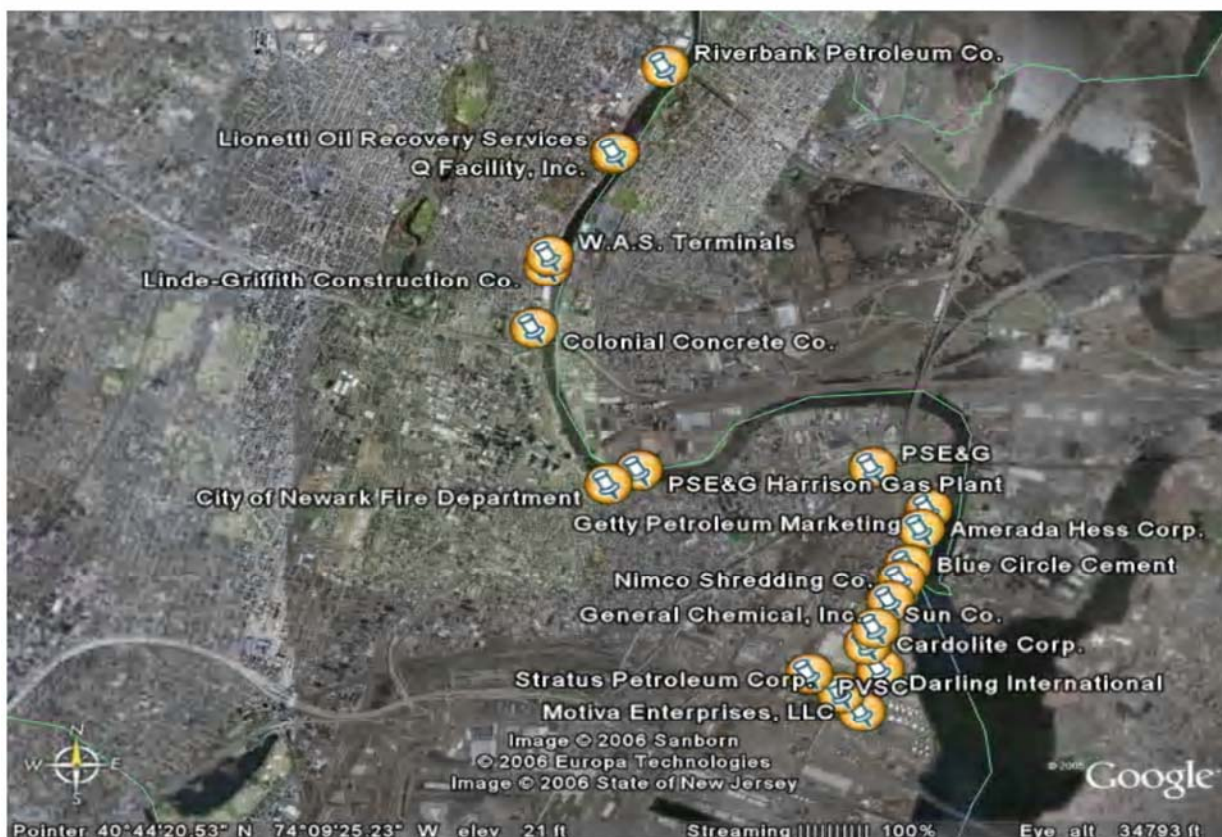 Riverbank Petroleum Co.
Lionetti Oil Recovery Services
Q Facility, Inc.
W.A.S. Terminals
Linde-Griffith Construction Co.
Colonial Concrete Co.
PSE&G
City of Newark Fire Department
PSE&G Harrison Gas Plant
Getty Petroleum Marketing
Amerada Hess Corp.
Blue Circle Cement
Nimco Shredding Co.
General Chemical, Inc.
Sun Co.
Cardolite Corp.
Stratus Petroleum Corp.
PVSC
Darling International
Motiva Enterprises, LLC
Image © 2006 Sanborn
© 2006 Europa Technologies
Image © 2006 State of New Jersey
N
W E
S
© 2005 Google
Pointer 40°44'20.53" N 74°09'25.23" W elev 21 ft Streaming |||||||||| 100% Eye alt 34793 ft